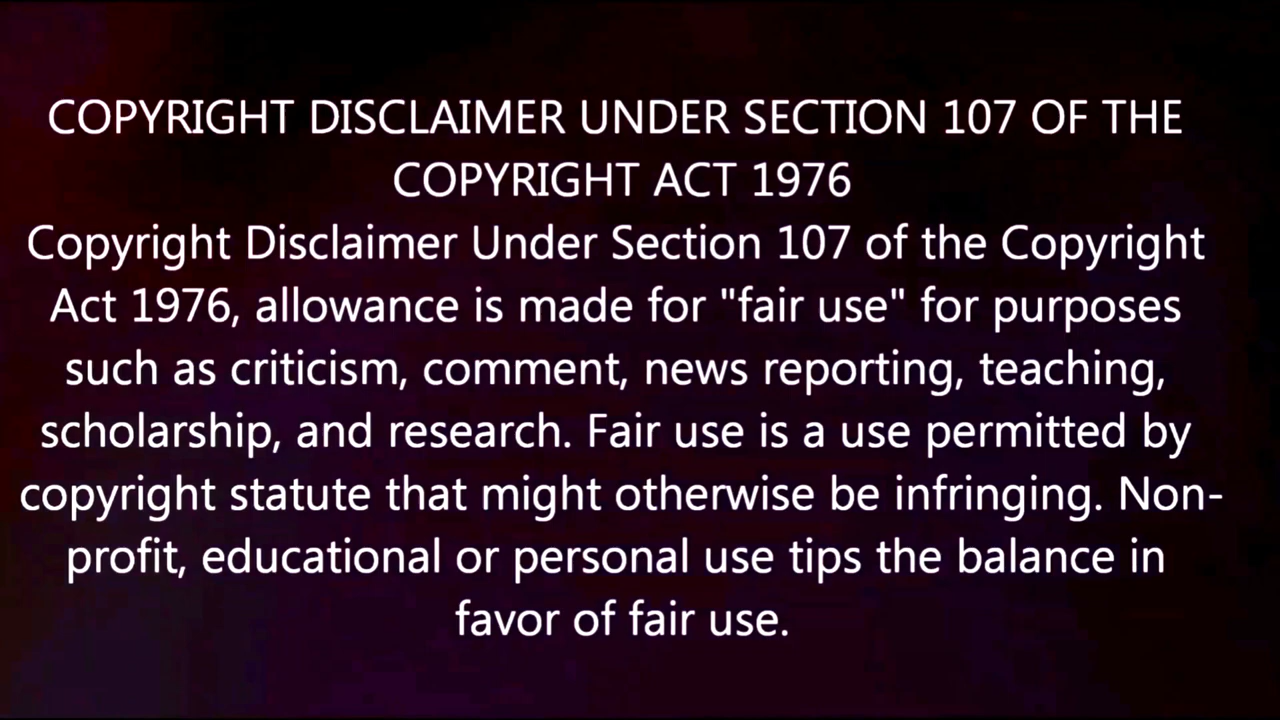 COPYRIGHT DISCLAIMER UNDER SECTION 107 OF THE
COPYRIGHT ACT 1976
Copyright Disclaimer Under Section 107 of the Copyright
Act 1976, allowance is made for "fair use" for purposes
such as criticism, comment, news reporting, teaching,
scholarship, and research. Fair use is a use permitted by
copyright statute that might otherwise be infringing. Non-
profit, educational or personal use tips the balance in
favor of fair use.